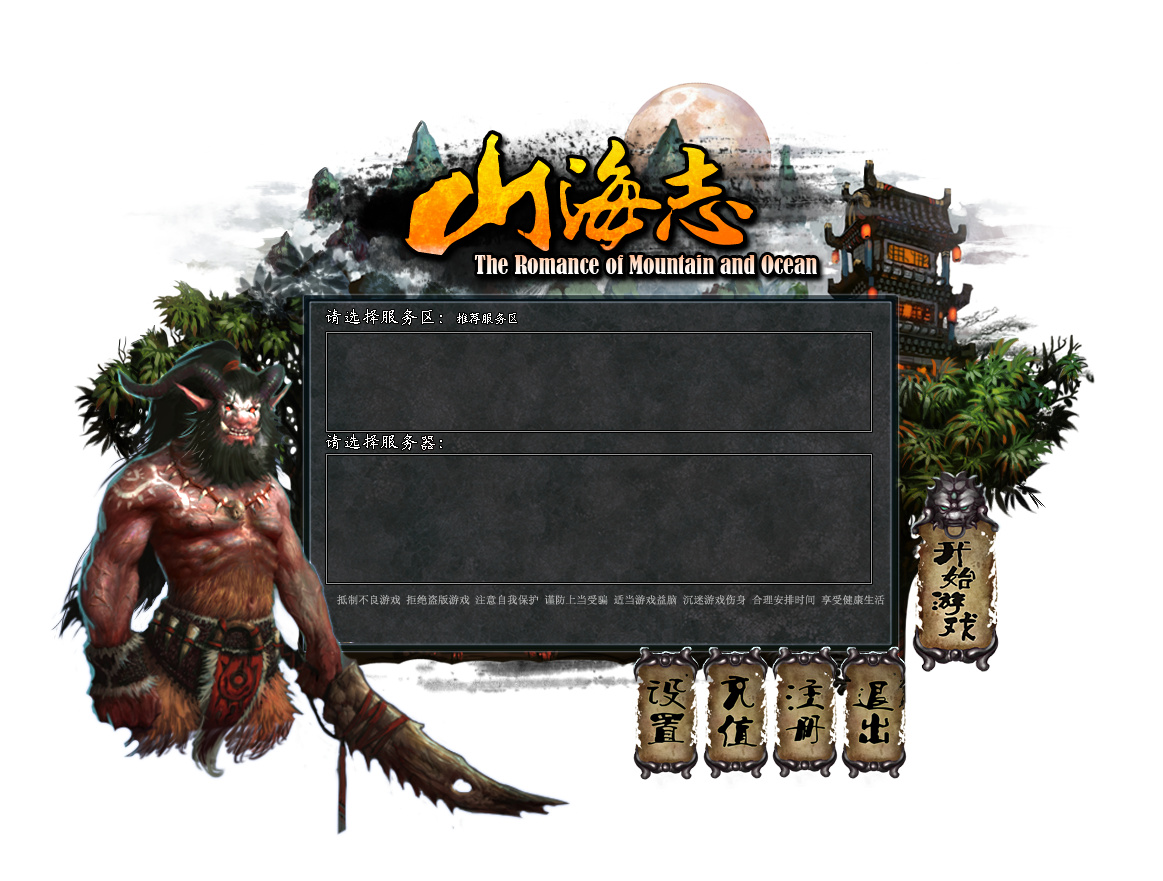 山海志
The Romance of Mountain and Ocean
请选择服务区: 推荐服务区
请选择服务器:
抵制不良游戏 拒绝盗版游戏 注意自我保护 谨防上当受骗 适当游戏益脑 沉迷游戏伤身 合理安排时间 享受健康生活
开始游戏
设置
充值
注册
退出